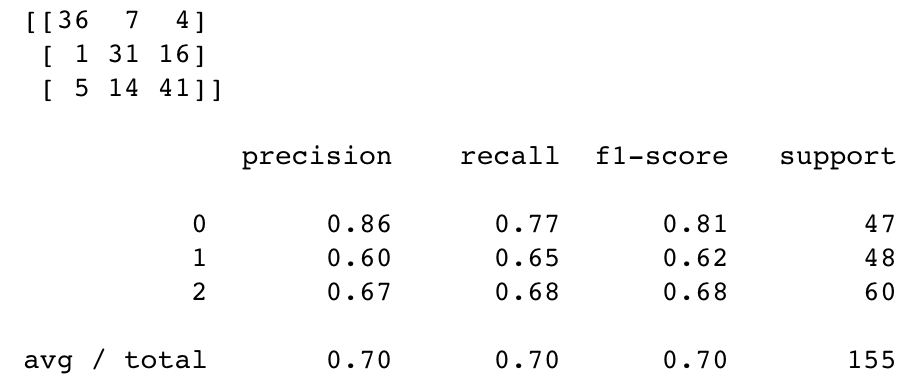 [[36  7  4]
 [ 1 31 16]
 [ 5 14 41]]
             precision    recall  f1-score   support
          0       0.86      0.77      0.81        47
          1       0.60      0.65      0.62        48
          2       0.67      0.68      0.68        60
avg / total       0.70      0.70      0.70       155